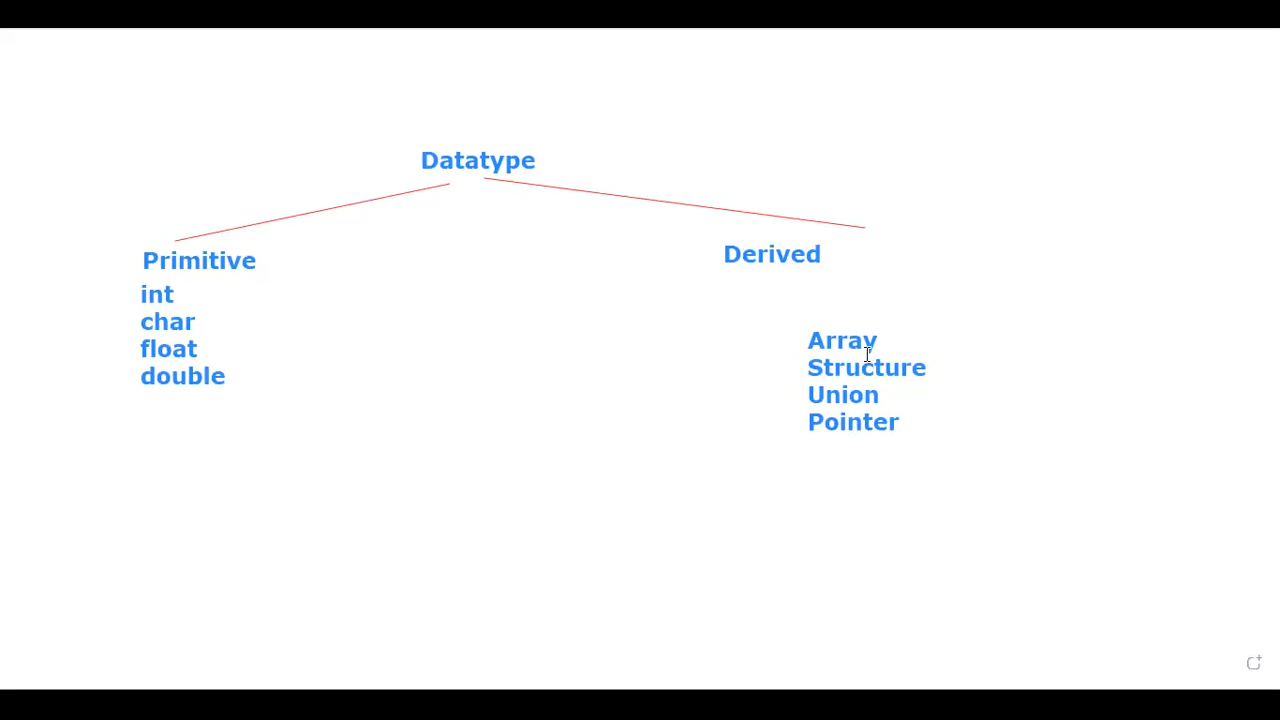 Datatype
Primitive
int
char
float
double
Derived
Array
Structure
Union
Pointer